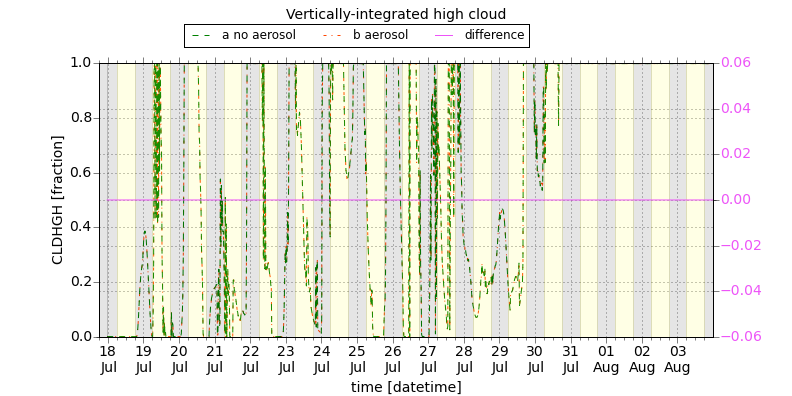 Vertically-integrated high cloud
a no aerosol b aerosol difference
1.0 0.06
0.8 0.04
0.02
0.6
0.00
0.4
−0.02
0.2 −0.04
0.0 −0.06
CLDHGH [fraction]
18 19 20 21 22 23 24 25 26 27 28 29 30 31 01 02 03
Jul Jul Jul Jul Jul Jul Jul Jul Jul Jul Jul Jul Jul Jul Aug Aug Aug
time [datetime]